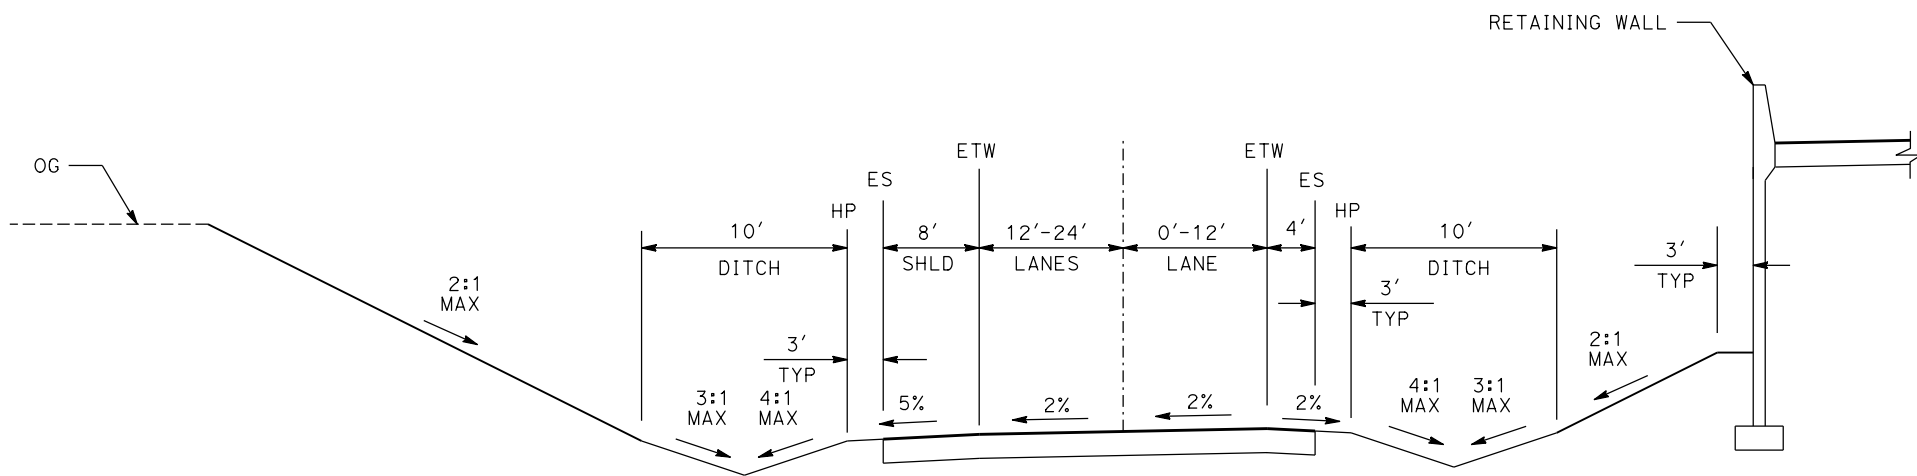 RETAINING WALL
OG
ETW
ETW
ES
ES
HP
HP
10'
8'
12'-24'
0'-12'
4'
10'
DITCH
SHLD
LANES
LANE
DITCH
3'
TYP
2:1
MAX
3'
TYP
3'
TYP
2:1
MAX
3:1
MAX
4:1
MAX
5%
2%
2%
2%
4:1
MAX
3:1
MAX